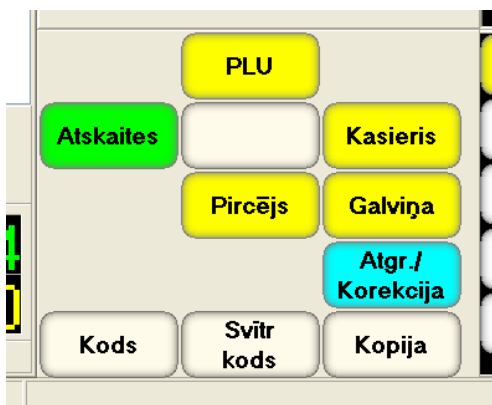 PLU
Atskaites
Kasieris
Pircējs
Galviņa
Atgr./
Korekcija
Kods
Svītr
kods
Kopija